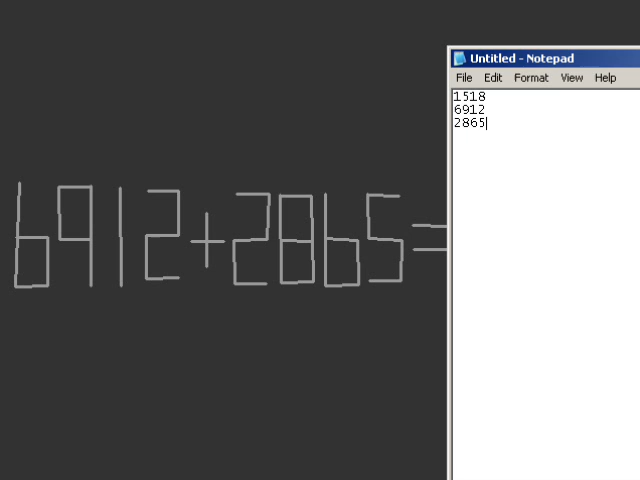 Untitled - Notepad
File Edit Format View Help
1518
6912
2865
6912+2865=